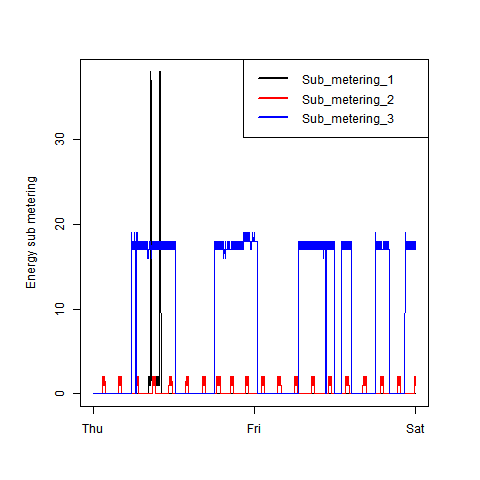 Sub_metering_1
Sub_metering_2
Sub_metering_3
Energy sub metering
30
20
10
0
Thu Fri Sat